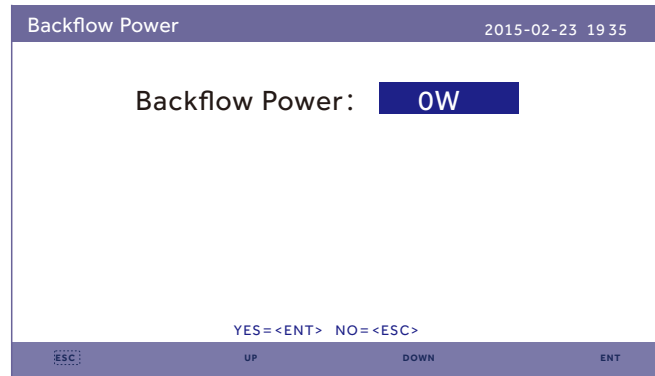 Backflow Power 2015-02-23 19 35
Backflow Power: 0W
YES=<ENT> NO=<ESC>
ESC UP DOWN ENT